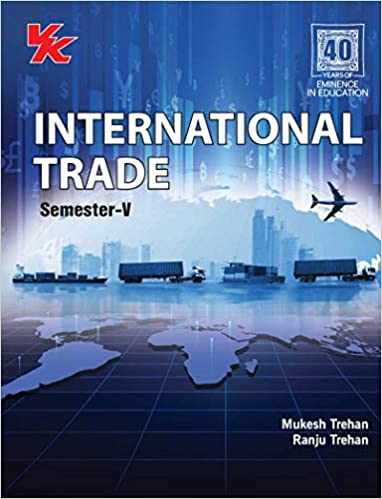 VK
40
YEARS OF
EMINENCE
IN EDUCATION
INTERNATIONAL
TRADE
Semester-V
Mukesh Trehan
Ranju Trehan